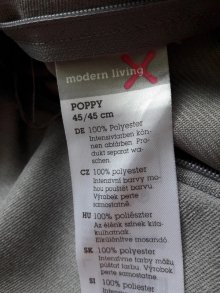 modern living
POPPY
45/45 cm
DE 100% Polyester
Intensivfarben kön-
nen abfärben. Pro-
dukt separat wa-
schen.
CZ 100% polyester
Intenzivní barvy mo-
hou pouštět barvu.
Výrobek perte
samostatně.
HU 100% poliészter
Az élénk színek kifa-
kulhatnak.
Elkülönítve mosandó
SK 100% polyester
Intenzívne farby môžu
púšťať farbu. Výrobok
perte samostatne.
SI 100% poliester